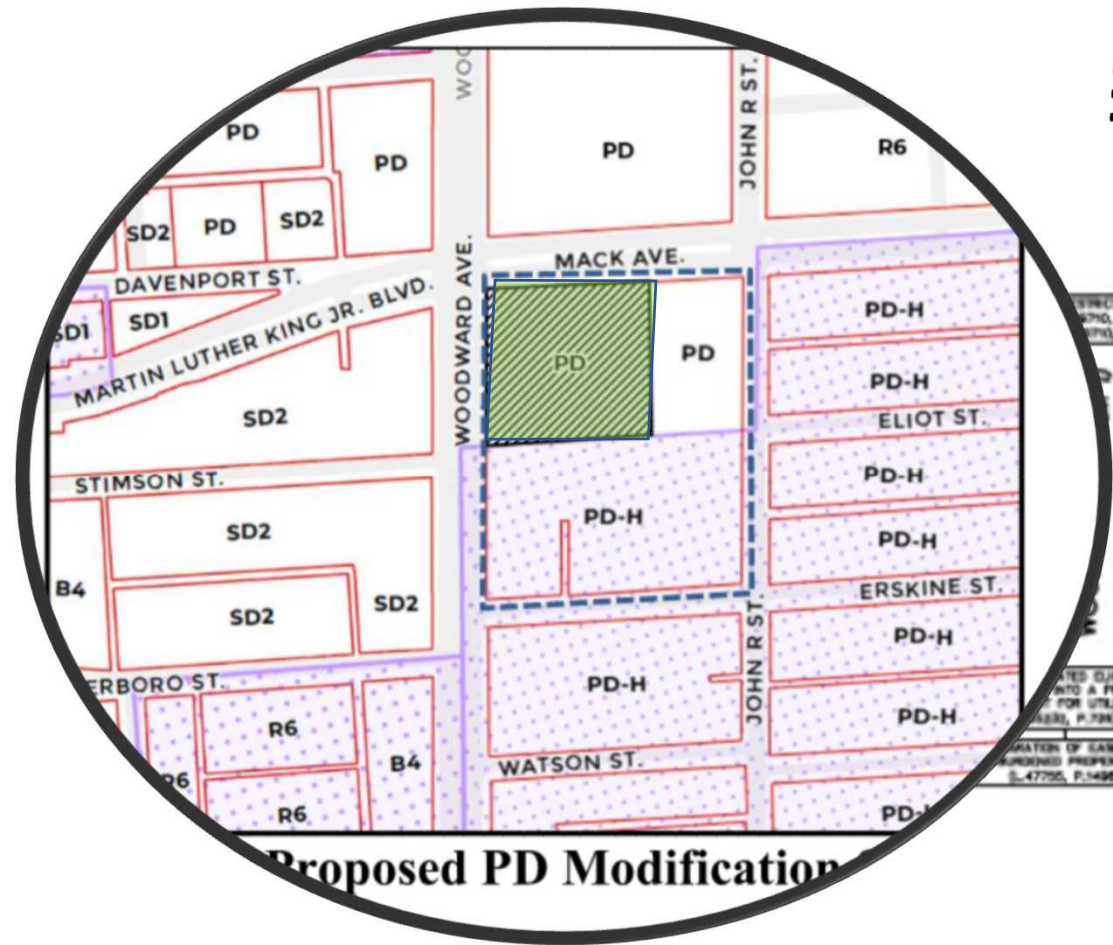 WOO
JOHN R ST.
PD
PD
PD
R6
SD2
PD
SD2
MACK AVE.
DAVENPORT ST.
WOODWARD AVE.
SD1
SD1
MARTIN LUTHER KING JR. BLVD.
PD
PD
PD-H
PD-H
SD2
ELIOT ST.
STIMSON ST.
PD-H
PD-H
SD2
PD-H
B4
SD2
SD2
ERSKINE ST.
PD-H
JOHN R ST.
ERBORO ST.
PD-H
R6
B4
PD-H
WATSON ST.
R6
R6
PD-H
Proposed PD Modification